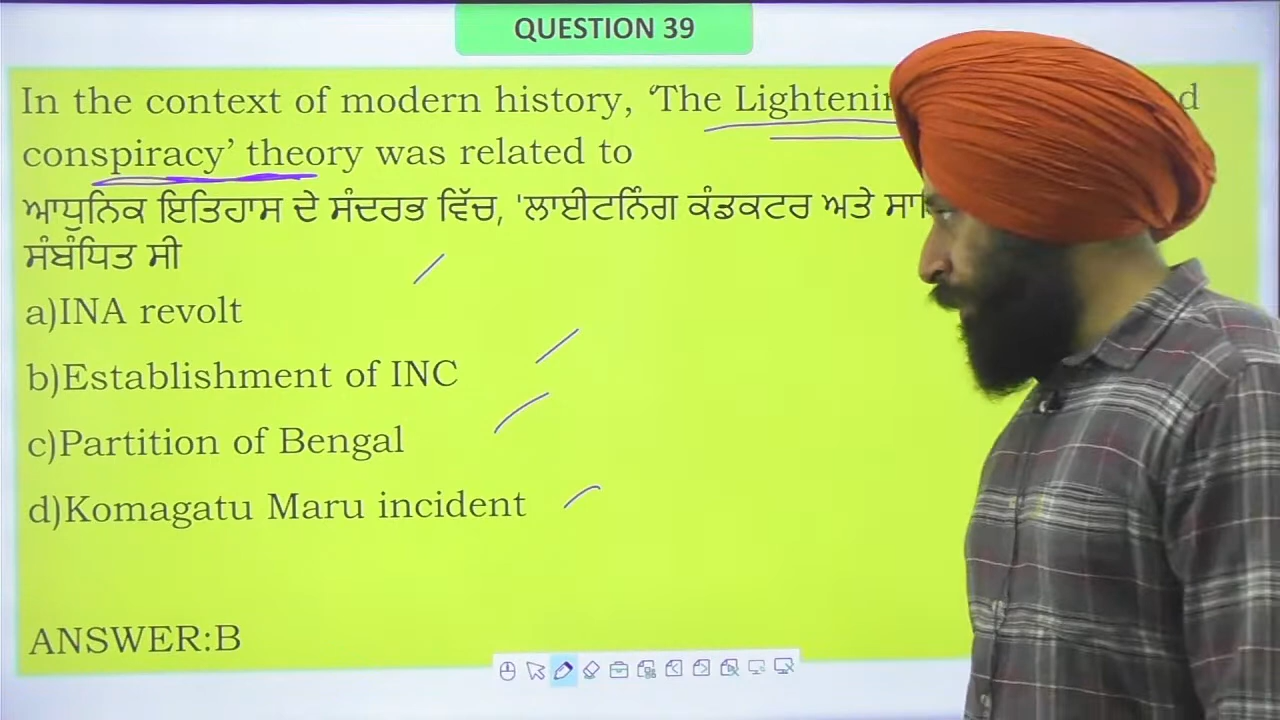 QUESTION 39
In the context of modern history, ‘The
conspiracy’ theory was related to
ਆਧੁਨਿਕ ਇਤਿਹਾਸ ਦੇ ਸੰਦਰਭ ਵਿੱਚ, 'ਲਾਈਟਨਿੰਗ ਕੰਡਕਟਰ ਅਤੇ
ਸੰਬੰਧਿਤ ਸੀ
a)INA revolt
b)Establishment of INC
c)Partition of Bengal
d)Komagatu Maru incident
ANSWER:B